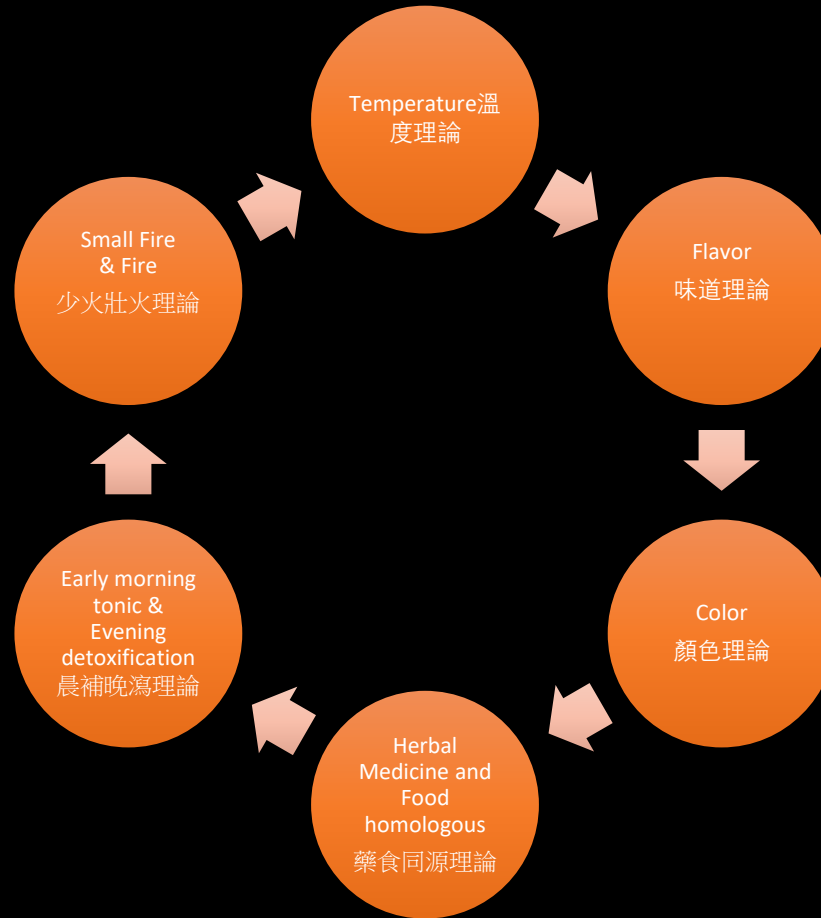 Temperature溫
度理論
Flavor
味道理論
Color
顏色理論
Herbal
Medicine and
Food
homologous
藥食同源理論
Early morning
tonic &
Evening
detoxification
晨補晚瀉理論
Small Fire
& Fire
少火壯火理論